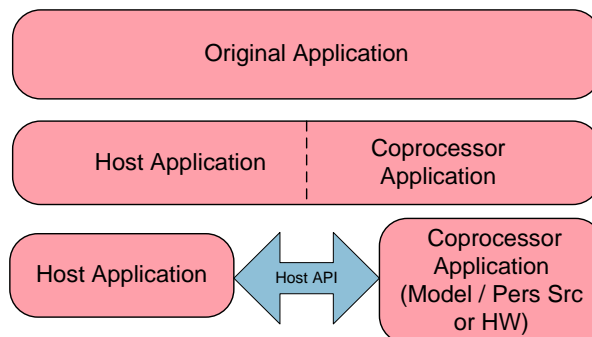 Original Application
Host Application
Coprocessor
Application
Host Application
Host API
Coprocessor
Application
(Model / Pers Src
or HW)